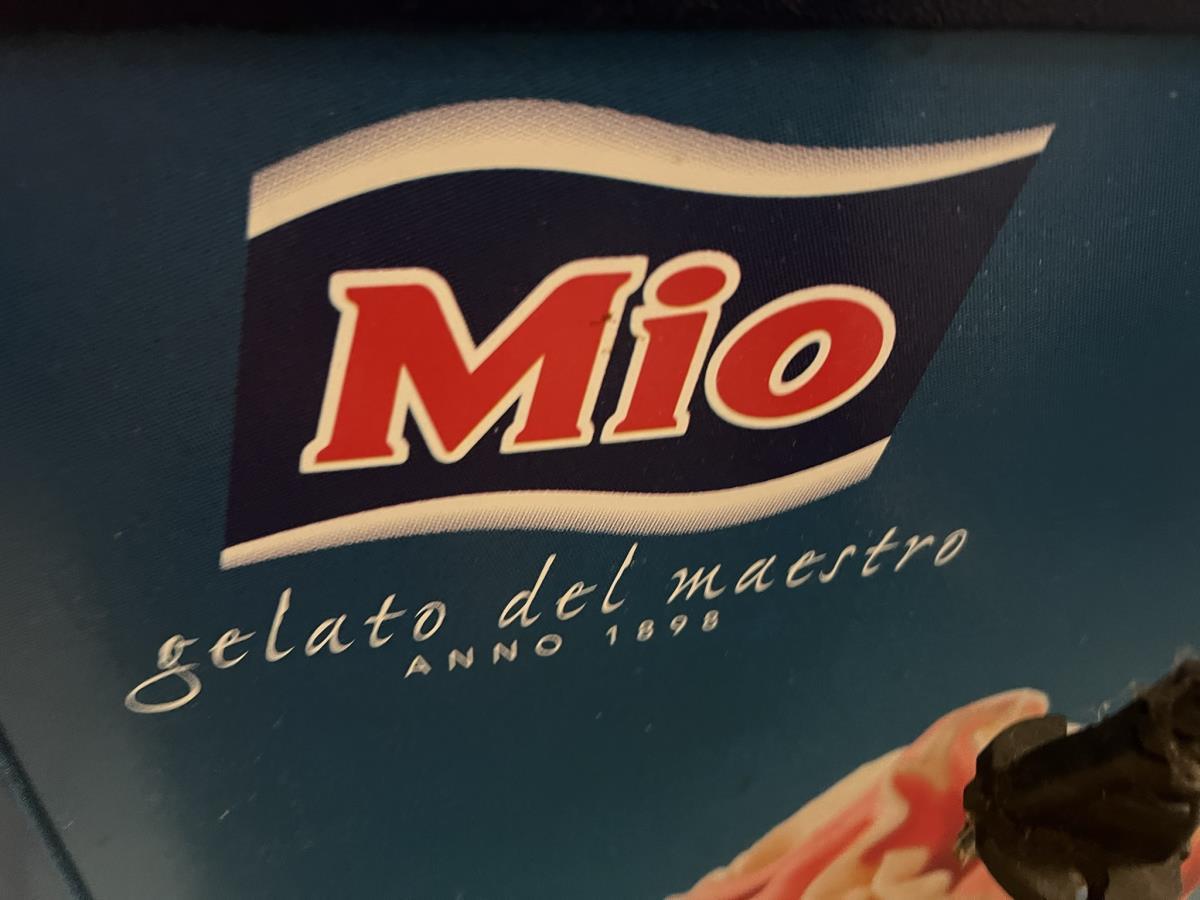 Mio
gelato del maestro
ANNO 1898